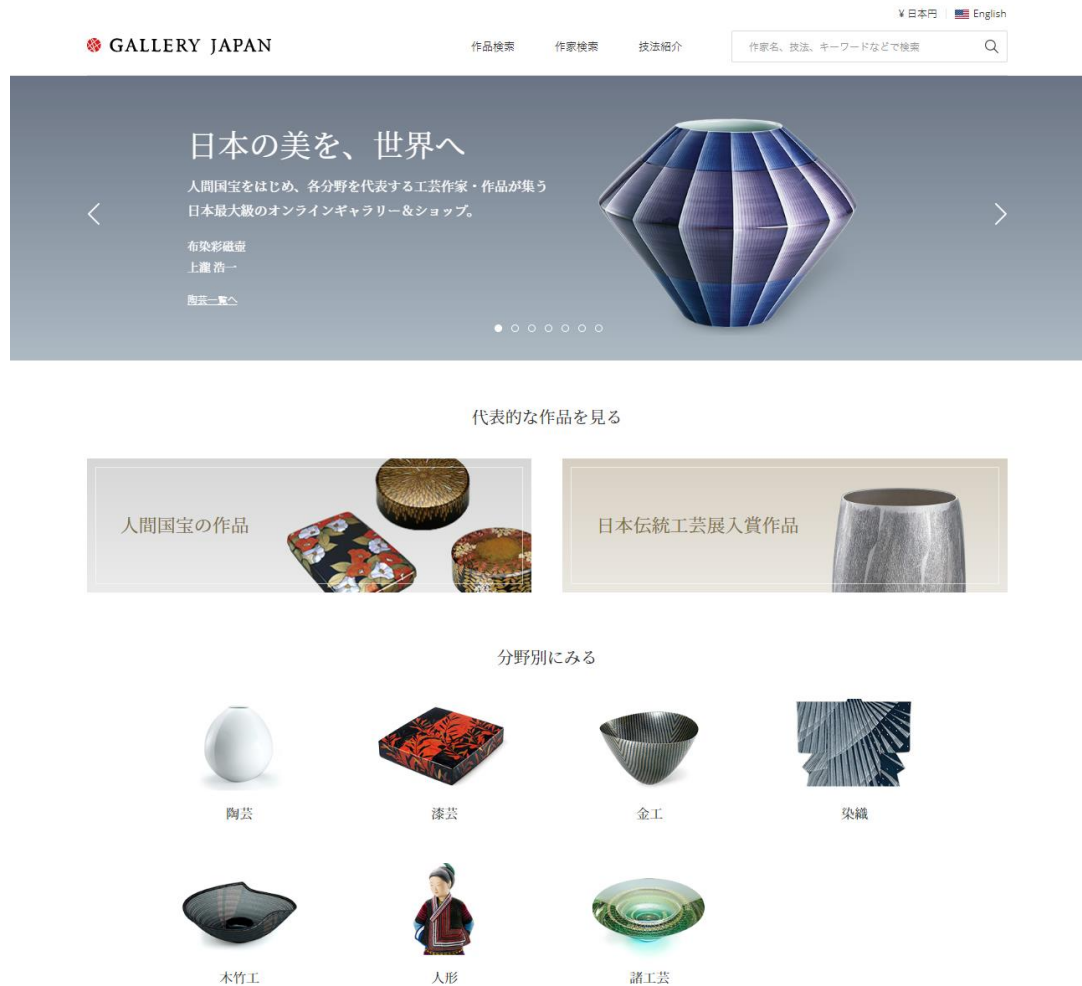 ¥ 日本円
English
GALLERY JAPAN
作品検索
作家検索
技法紹介
作家名、技法、キーワードなどで検索
日本の美を、世界へ
人間国宝をはじめ、各分野を代表する工芸作家・作品が集う
日本最大級のオンラインギャラリー&ショップ。
布染彩磁壺
上瀧 浩一
陶芸一覧へ
代表的な作品を見る
人間国宝の作品
日本伝統工芸展入賞作品
分野別にみる
陶芸
漆芸
金工
染織
木竹工
人形
諸工芸